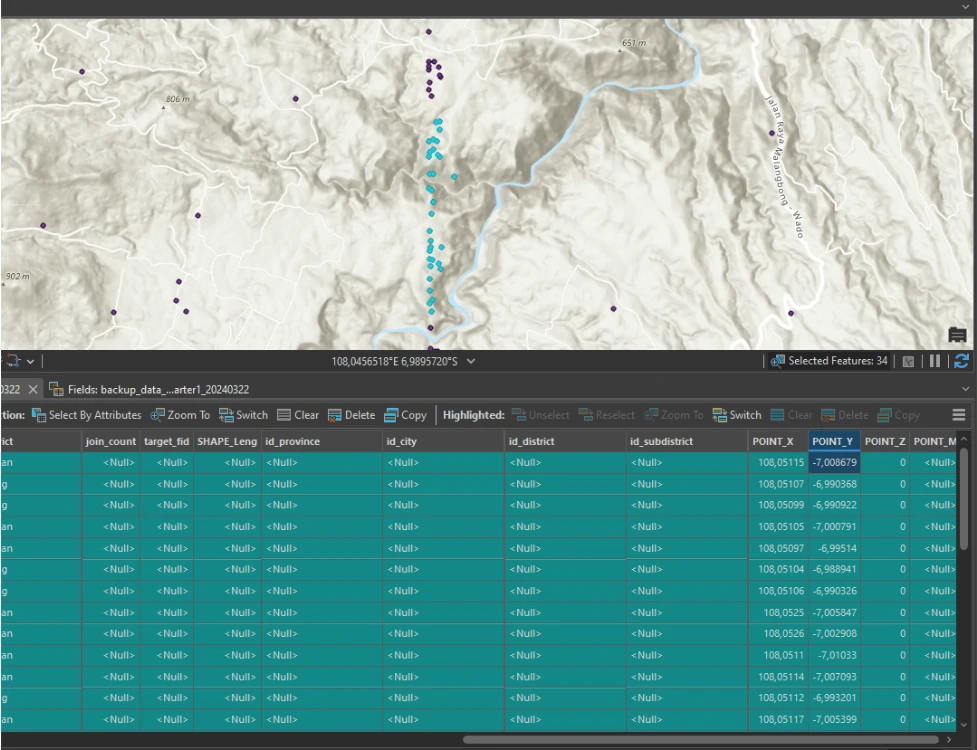 651 m
806 m
Jalan Raya Malangbong - Wado
902 m
108,0456518°E 6,9895720°S
Selected Features: 34
0322 Fields: backup_data_...arter1_20240322
tion: Select By Attributes Zoom To Switch Clear Delete Copy Highlighted: Unselect Reselect Zoom To Switch Clear Delete Copy
ict join_count target_fid SHAPE_Leng id_province id_city id_district id_subdistrict POINT_X POINT_Y POINT_Z POINT_M
an <Null> <Null> <Null> <Null> <Null> <Null> <Null> 108,05115 -7,008679 0 <Null>
g <Null> <Null> <Null> <Null> <Null> <Null> <Null> 108,05107 -6,990368 0 <Null>
g <Null> <Null> <Null> <Null> <Null> <Null> <Null> 108,05099 -6,990922 0 <Null>
an <Null> <Null> <Null> <Null> <Null> <Null> <Null> 108,05105 -7,000791 0 <Null>
an <Null> <Null> <Null> <Null> <Null> <Null> <Null> 108,05097 -6,99514 0 <Null>
g <Null> <Null> <Null> <Null> <Null> <Null> <Null> 108,05104 -6,988941 0 <Null>
g <Null> <Null> <Null> <Null> <Null> <Null> <Null> 108,05106 -6,990326 0 <Null>
an <Null> <Null> <Null> <Null> <Null> <Null> <Null> 108,0525 -7,005847 0 <Null>
an <Null> <Null> <Null> <Null> <Null> <Null> <Null> 108,0526 -7,002908 0 <Null>
an <Null> <Null> <Null> <Null> <Null> <Null> <Null> 108,0511 -7,01033 0 <Null>
an <Null> <Null> <Null> <Null> <Null> <Null> <Null> 108,05114 -7,007093 0 <Null>
g <Null> <Null> <Null> <Null> <Null> <Null> <Null> 108,05112 -6,993201 0 <Null>
an <Null> <Null> <Null> <Null> <Null> <Null> <Null> 108,05117 -7,005399 0 <Null>